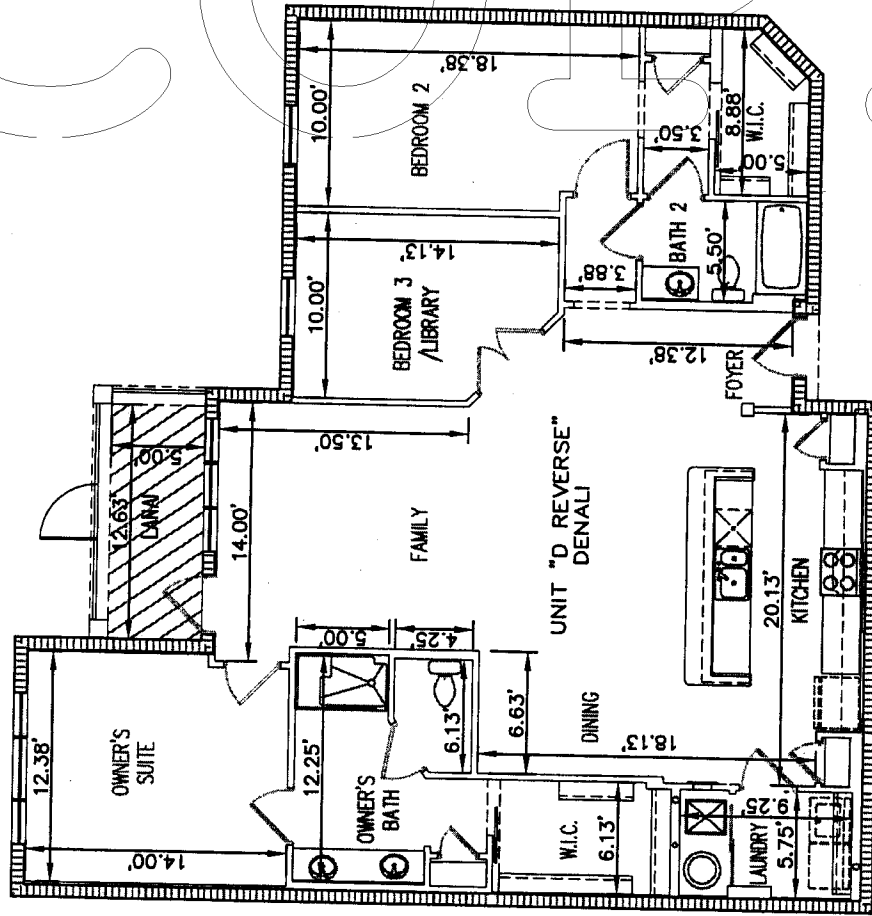 18.38'
10.00'
BEDROOM 2
3.50'
8.88'
W.I.C.
5.00'
14.13'
10.00'
BEDROOM 3
/LIBRARY
3.88'
BATH 2
5.50'
12.38'
FOYER
5.00'
12.63'
LANAI
13.50'
14.00'
FAMILY
UNIT "D REVERSE"
DENALI
20.13'
KITCHEN
5.00'
4.25'
12.38'
OWNER'S
SUITE
14.00'
12.25'
OWNER'S
BATH
6.13'
6.63'
DINING
18.13'
W.I.C.
6.13'
9.25'
LAUNDRY
5.75'